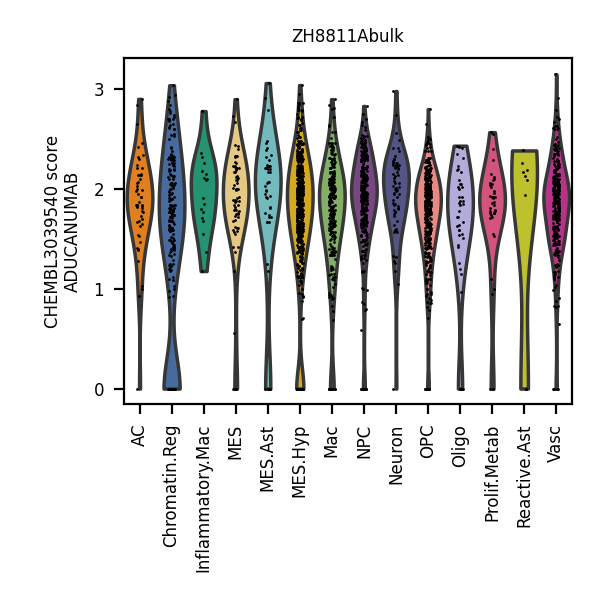 ZH8811Abulk
CHEMBL3039540 score
ADUCANUMAB
3
2
1
0
AC
Chromatin.Reg
Inflammatory.Mac
MES
MES.Ast
MES.Hyp
Mac
NPC
Neuron
OPC
Oligo
Prolif.Metab
Reactive.Ast
Vasc